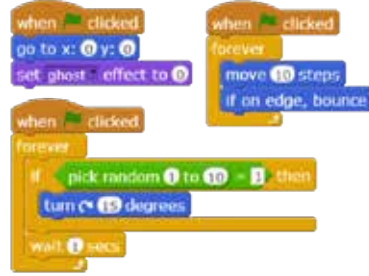 when clicked
go to x: 0 y: 0
set ghost effect to 0
when clicked
forever
move 10 steps
if on edge, bounce
when clicked
forever
if pick random 1 to 10 = 1 then
turn 15 degrees
wait 1 secs